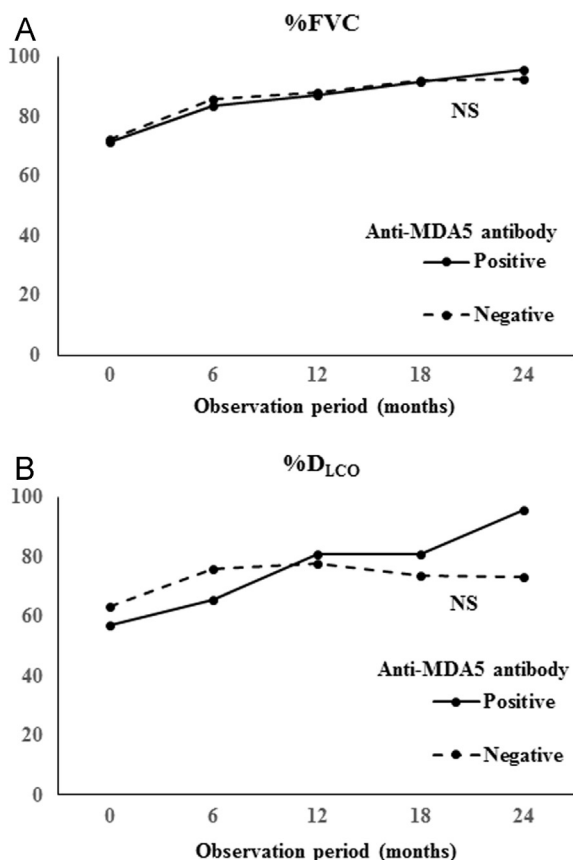 A
%FVC
100
80
60
40
20
0
NS
Anti-MDA5 antibody
Positive
Negative
0 6 12 18 24
Observation period (months)
B
%DLCO
100
80
60
40
20
0
NS
Anti-MDA5 antibody
Positive
Negative
0 6 12 18 24
Observation period (months)